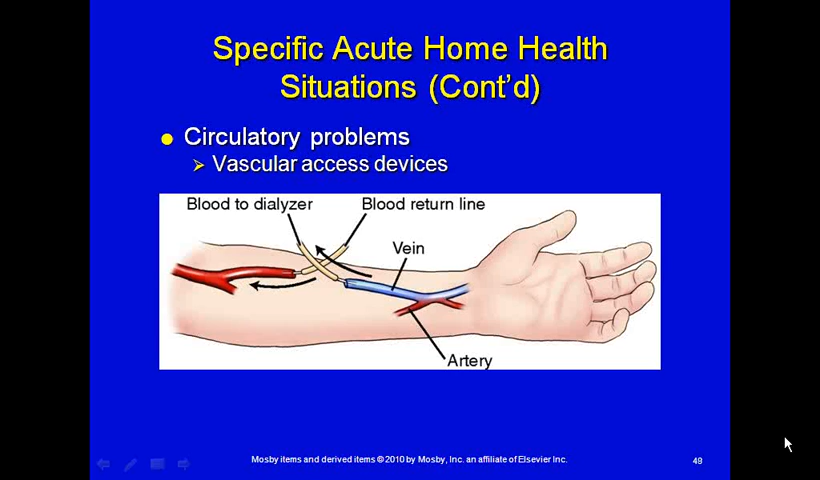 Specific Acute Home Health
Situations (Cont'd)
Circulatory problems
Vascular access devices
Blood to dialyzer
Blood return line
Vein
Artery
Mosby items and derived items © 2010 by Mosby, Inc. an affiliate of Elsevier Inc.
49